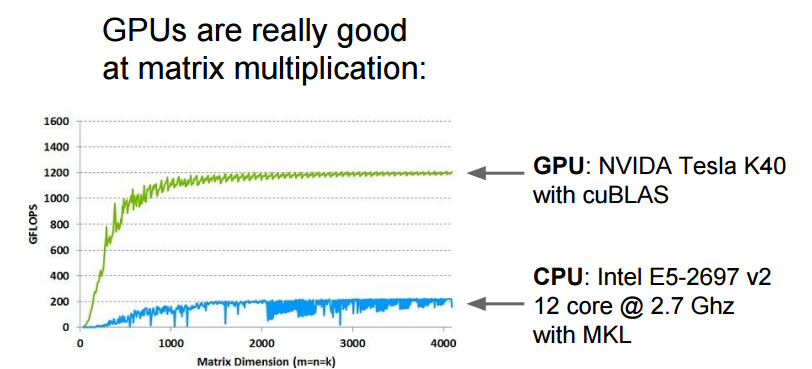 GPUs are really good
at matrix multiplication:
1600
1400
1200
1000
800
600
400
200
0
GFLOPS
0
1000
2000
3000
4000
Matrix Dimension (m=n=k)
GPU: NVIDA Tesla K40
with cuBLAS
CPU: Intel E5-2697 v2
12 core @ 2.7 Ghz
with MKL